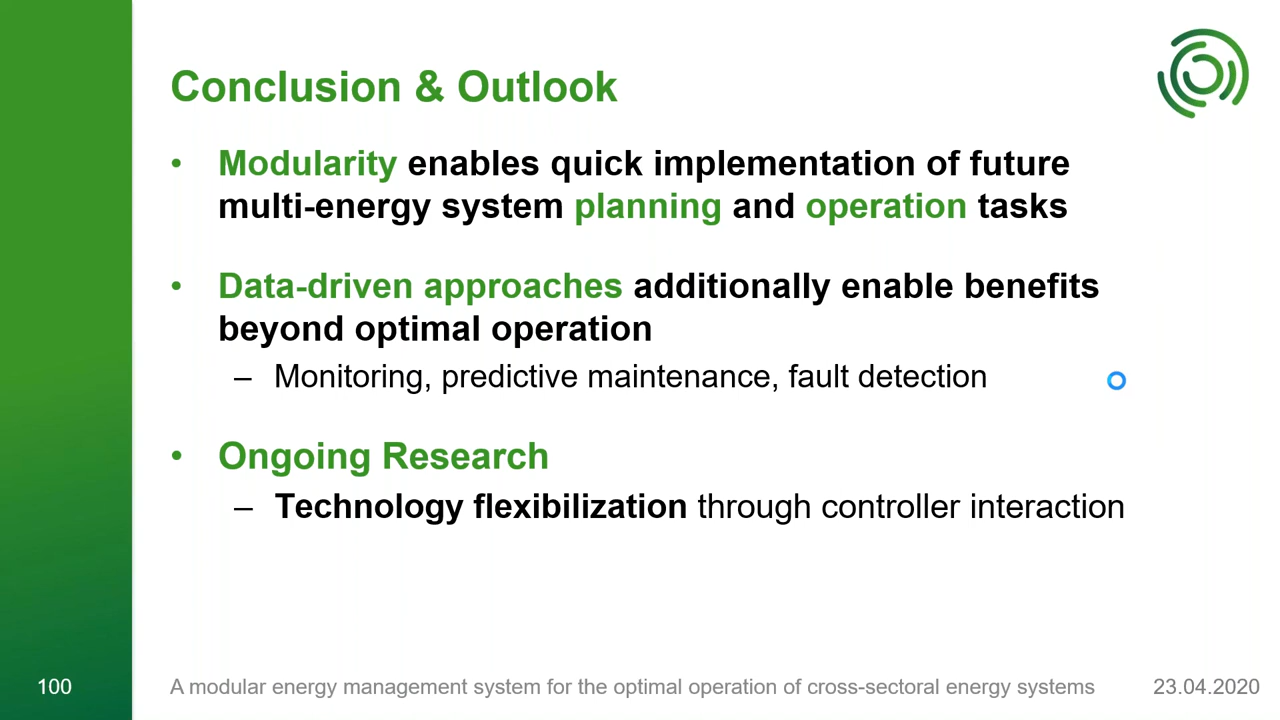 Conclusion & Outlook
• Modularity enables quick implementation of future
multi-energy system planning and operation tasks
• Data-driven approaches additionally enable benefits
beyond optimal operation
– Monitoring, predictive maintenance, fault detection
• Ongoing Research
– Technology flexibilization through controller interaction
100 A modular energy management system for the optimal operation of cross-sectoral energy systems 23.04.2020